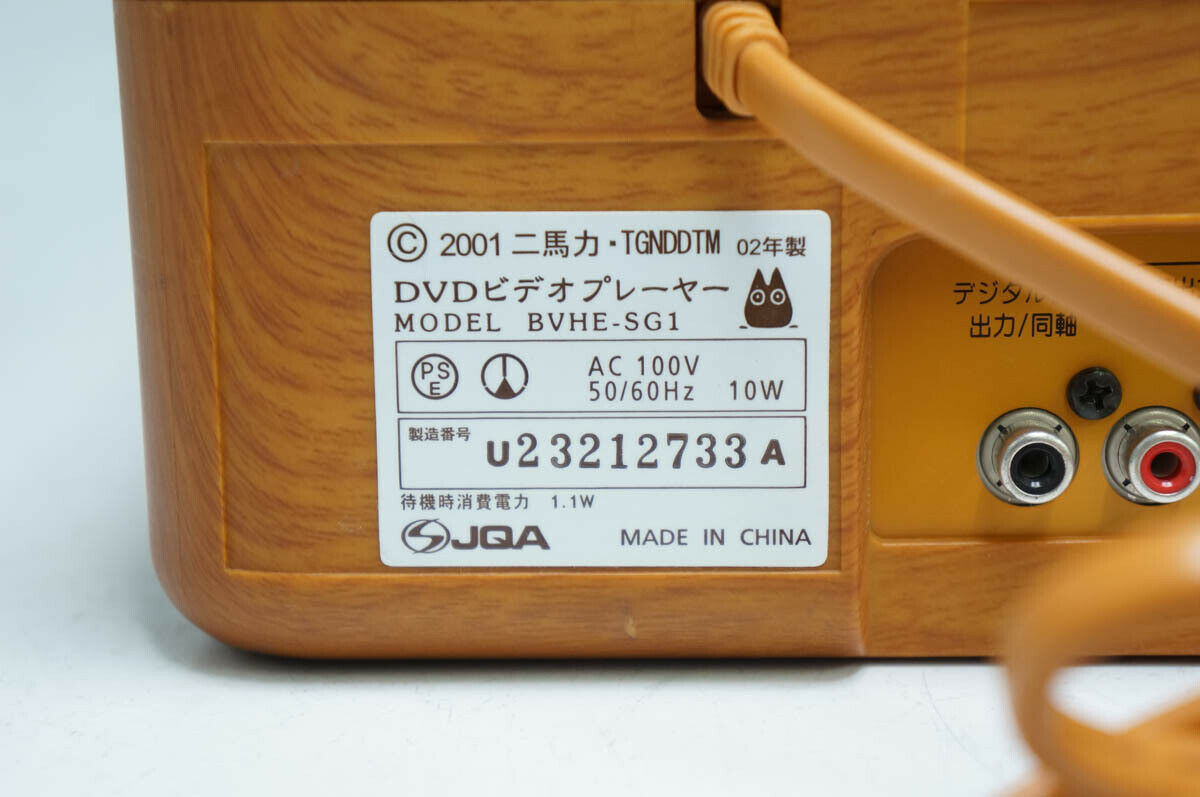 © 2001 二馬力・TGNDDTM 02年製
DVDビデオプレーヤー
MODEL BVHE-SG1
PS
E
AC 100V
50/60Hz 10W
製造番号 U23212733A
待機時消費電力 1.1W
JQA MADE IN CHINA
デジタル
出力/同軸